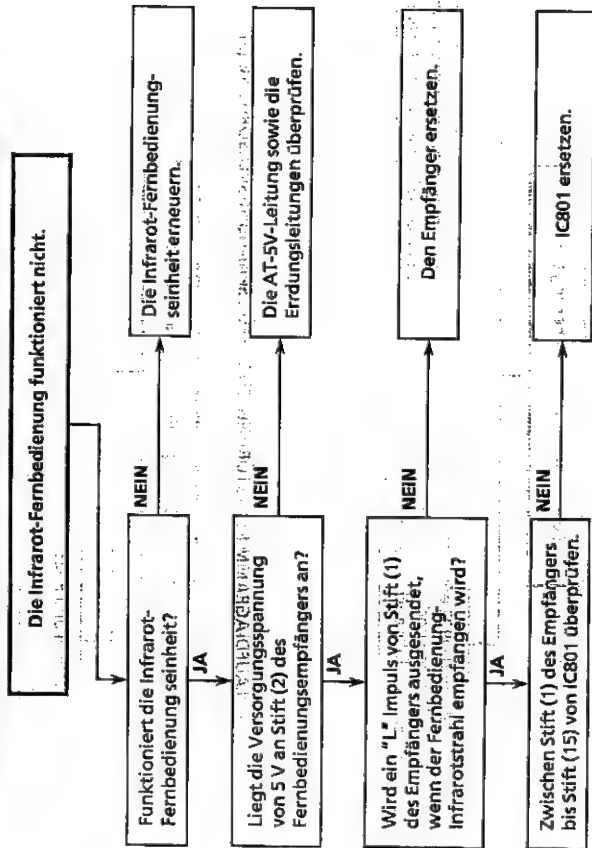 Die Infrarot-Fernbedienung funktioniert nicht.
Funktioniert die Infrarot-
Fernbedienung seinheit?
NEIN
Die Infrarot-Fernbedienung-
seinheit erneuern.
JA
Liegt die Versorgungsspannung
von 5 V an Stift (2) des
Fernbedienungsempfängers an?
NEIN
Die AT-5V-Leitung sowie die
Errdungsleitungen überprüfen.
JA
Wird ein "L" Impuls von Stift (1)
des Empfängers ausgesendet,
wenn der Fernbedienung-
Infrarotstrahl empfangen wird?
NEIN
Den Empfänger ersetzen.
JA
Zwischen Stift (1) des Empfängers
bis Stift (15) von IC801 überprüfen.
NEIN
IC801 ersetzen.